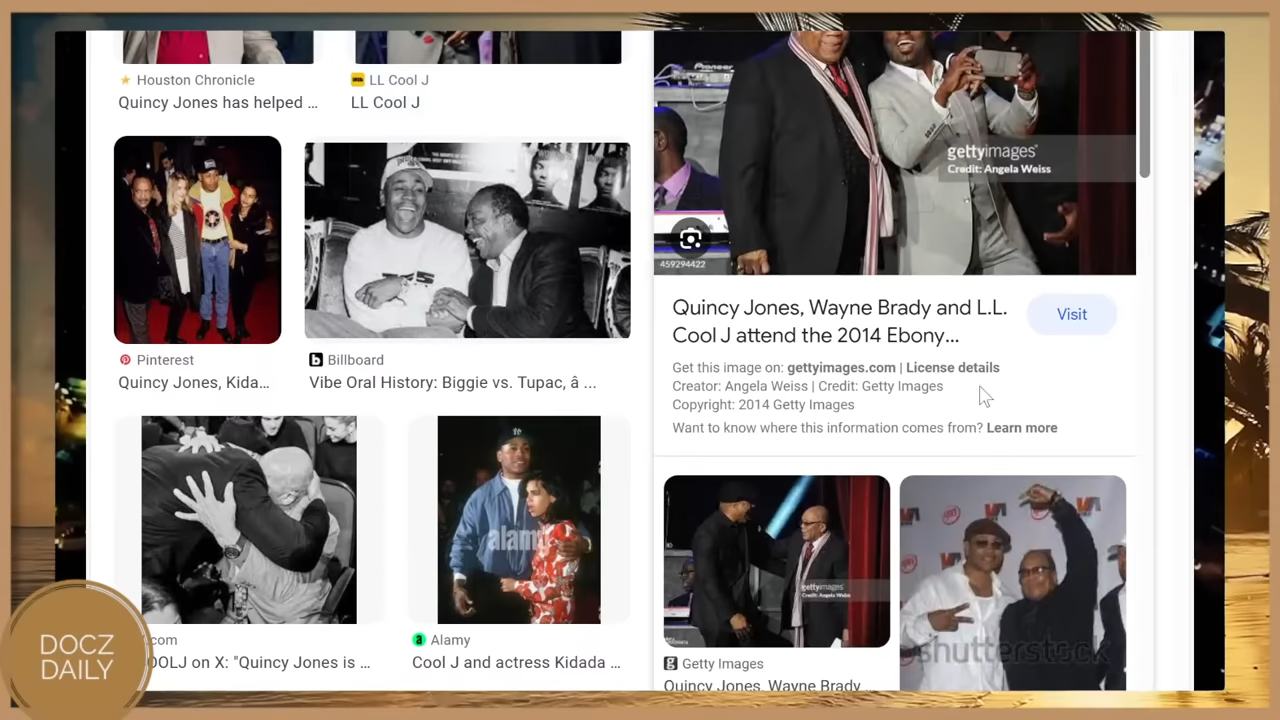 Houston Chronicle
Quincy Jones has helped ...
LL Cool J
LL Cool J
Pinterest
Quincy Jones, Kida...
Billboard
Vibe Oral History: Biggie vs. Tupac, â ...
.com
OLJ on X: "Quincy Jones is ...
alamy
Alamy
Cool J and actress Kidada ...
Pioneer
gettyimages
Credit: Angela Weiss
459294422
Quincy Jones, Wayne Brady and L.L.
Cool J attend the 2014 Ebony...
Visit
Get this image on: gettyimages.com | License details
Creator: Angela Weiss | Credit: Getty Images
Copyright: 2014 Getty Images
Want to know where this information comes from? Learn more
gettyimages
Credit: Angela Weiss
Getty Images
Quincy Jones, Wayne Brady
shutterstock
DOCZ
DAILY